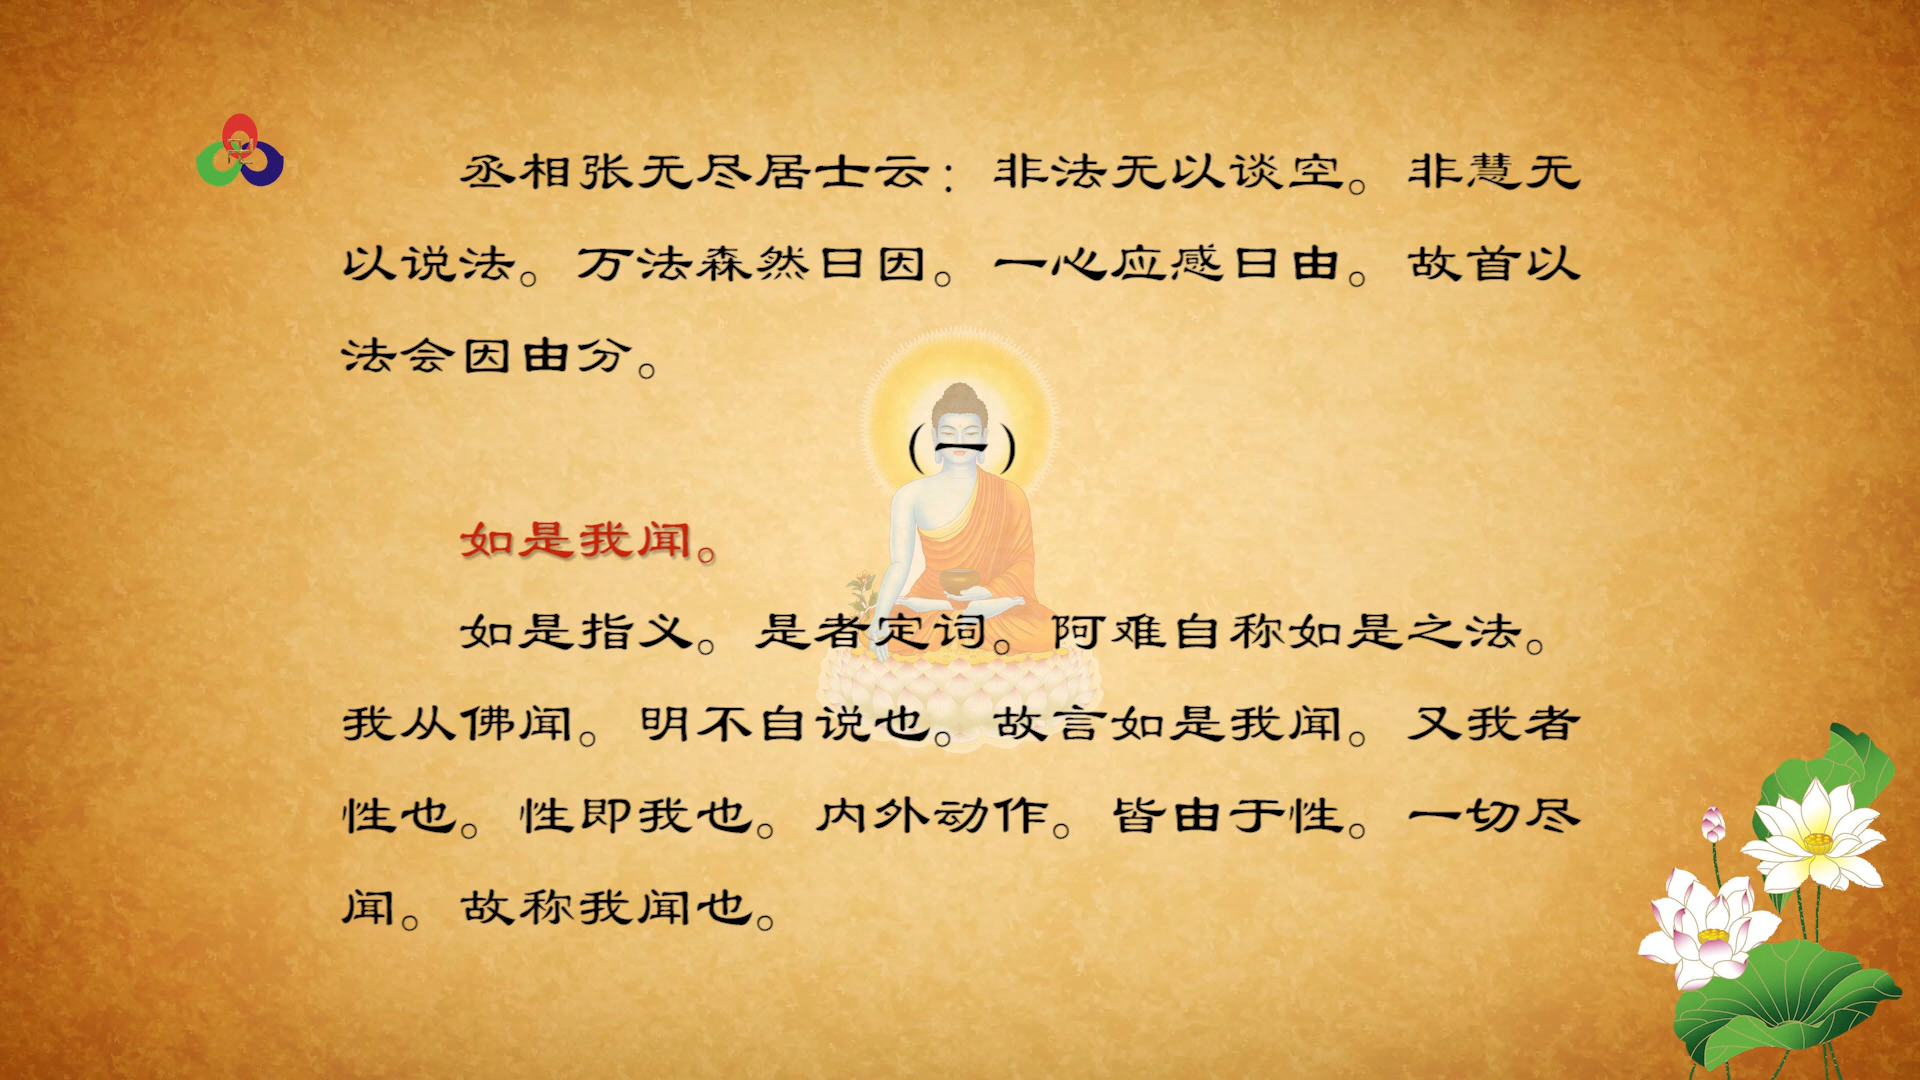 丞相张无尽居士云：非法无以谈空。非慧无
以说法。万法森然日因。一心应感日由。故首以
法会因由分。
（一）
如是我闻。
如是指义。是者定词。阿难自称如是之法。
我从佛闻。明不自说也。故言如是我闻。又我者
性也。性即我也。内外动作。皆由于性。一切尽
闻。故称我闻也。